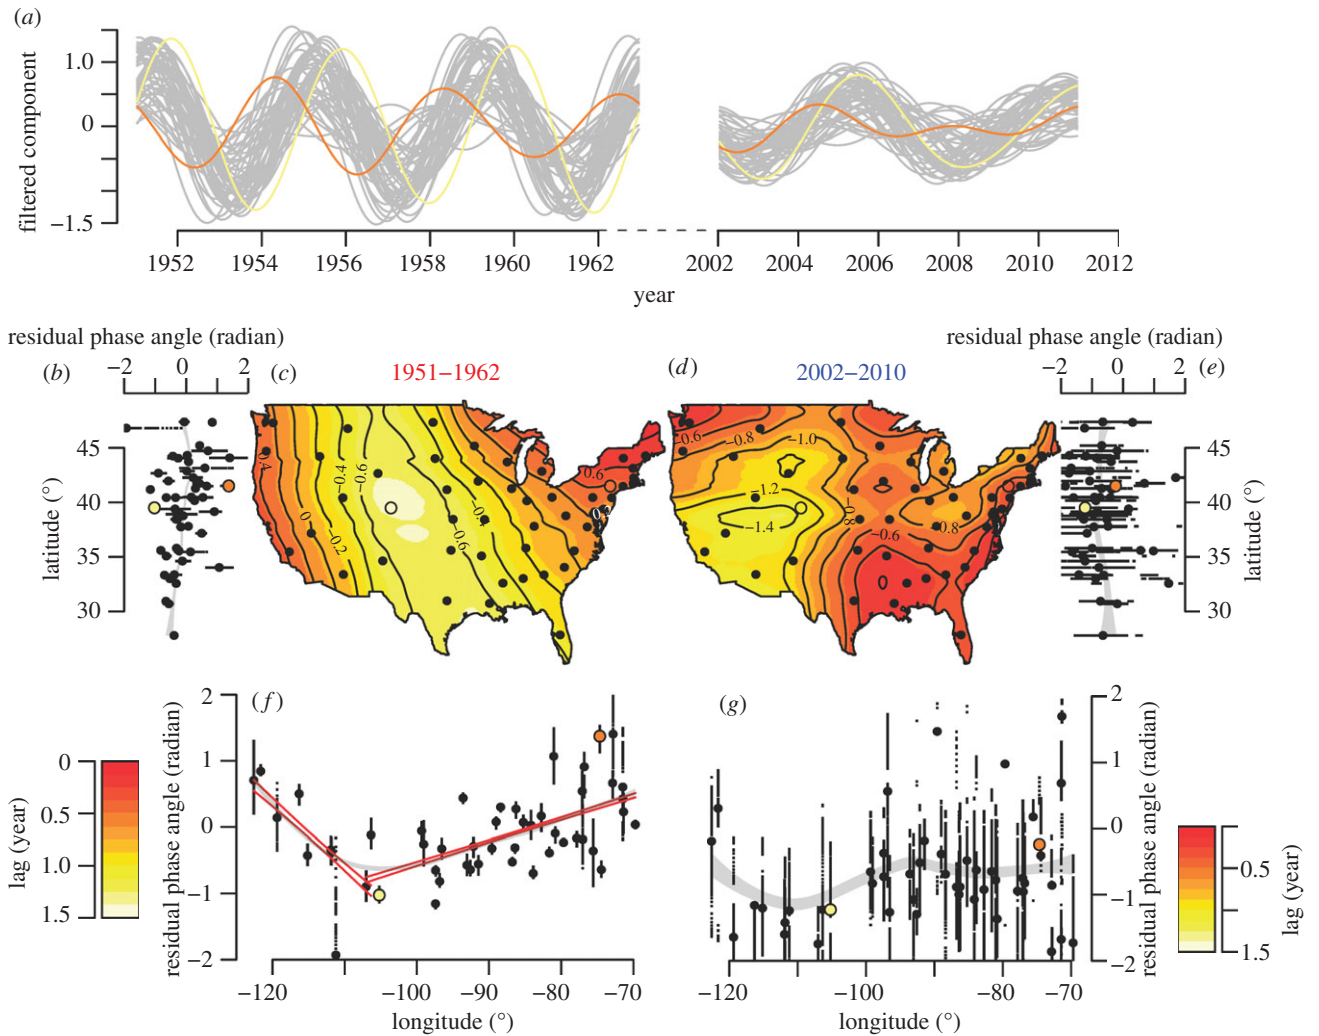 (a)
filtered component
1.0
0
−1.5
1952 1954 1956 1958 1960 1962 2002 2004 2006 2008 2010 2012
year
residual phase angle (radian)
−2 0 2
(b)
(c)
1951−1962
(d)
2002−2010
residual phase angle (radian)
−2 0 2
(e)
latitude (°)
45
40
35
30
0.4
−0.4
−0.6
0
−0.2
−0.6
0.6
−0.6
−0.8
−1.0
−1.2
−1.4
−0.8
−0.6
0.8
45
40
35
30
latitude (°)
(f)
residual phase angle (radian)
2
1
0
−1
−2
−120 −100 −90 −80 −70
longitude (°)
lag (year)
0
0.5
1.0
1.5
(g)
2
1
0
−1
−2
residual phase angle (radian)
−120 −100 −80 −70
longitude (°)
0.5
1.5
lag (year)